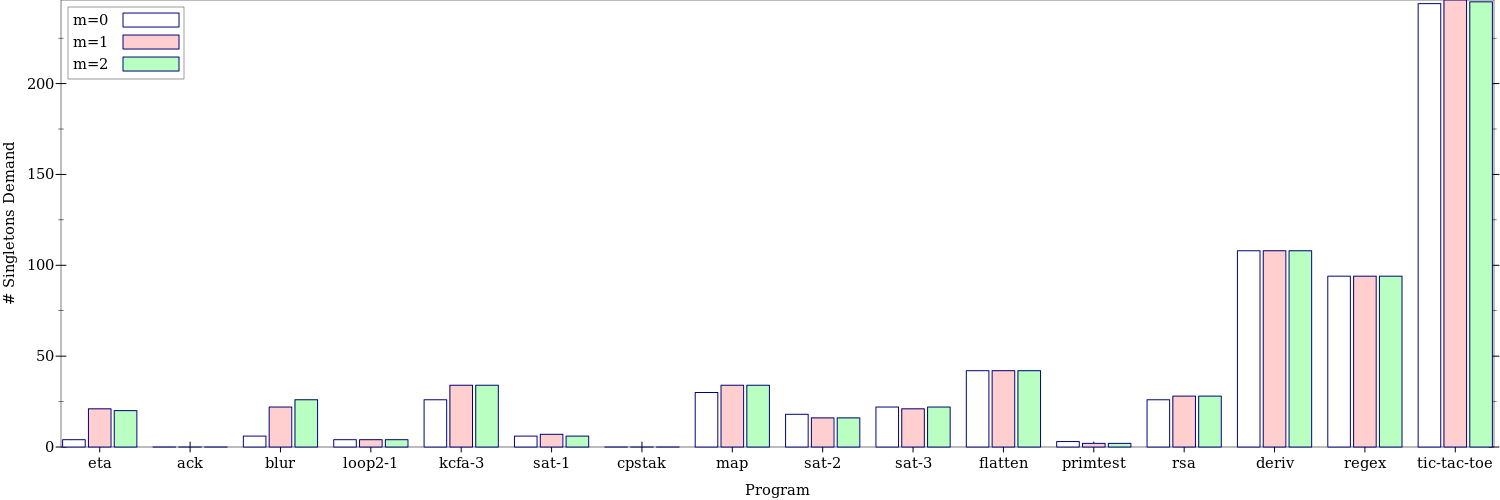 m=0
m=1
m=2
200
150
100
50
0
# Singletons Demand
eta ack blur loop2-1 kcfa-3 sat-1 cpstak map sat-2 sat-3 flatten primtest rsa deriv regex tic-tac-toe
Program